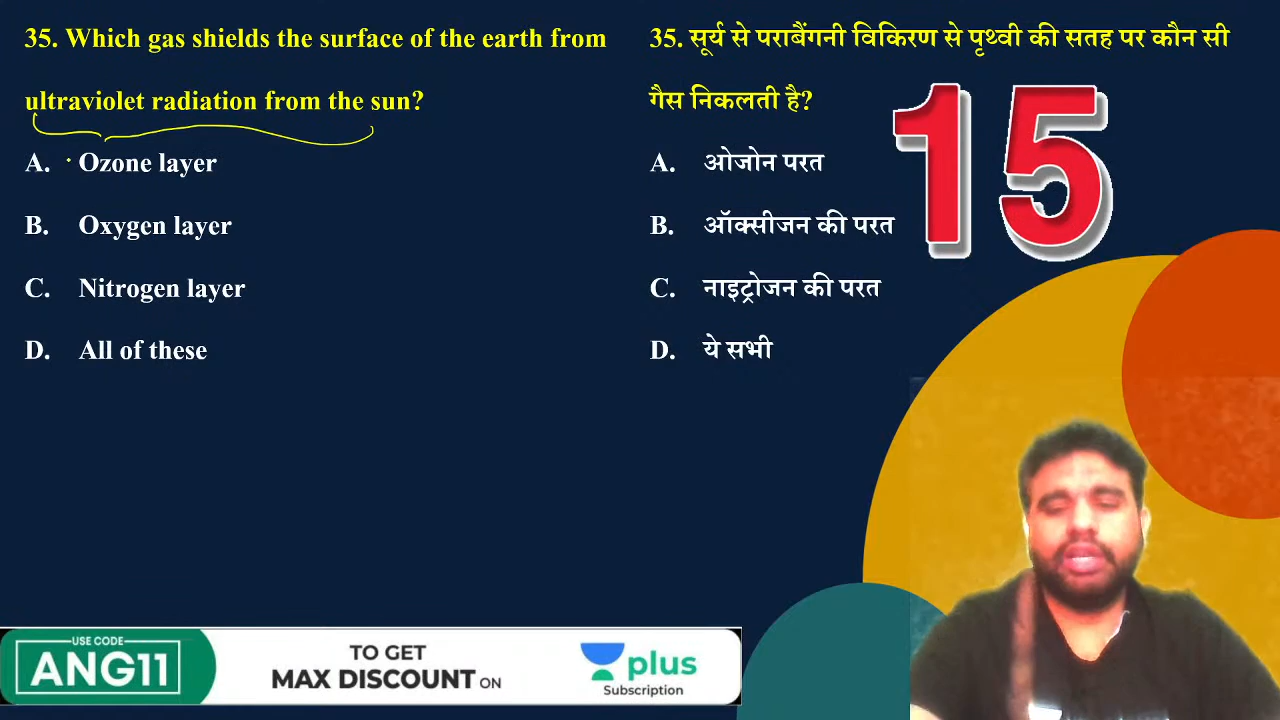 35. Which gas shields the surface of the earth from
ultraviolet radiation from the sun?
A. Ozone layer
B. Oxygen layer
C. Nitrogen layer
D. All of these
35. सूर्य से पराबैंगनी विकिरण से पृथ्वी की सतह पर कौन सी
गैस निकलती है?
A. ओजोन परत
B. ऑक्सीजन की परत
C. नाइट्रोजन की परत
D. ये सभी
15
USE CODE
ANG11
TO GET
MAX DISCOUNT ON
plus
Subscription